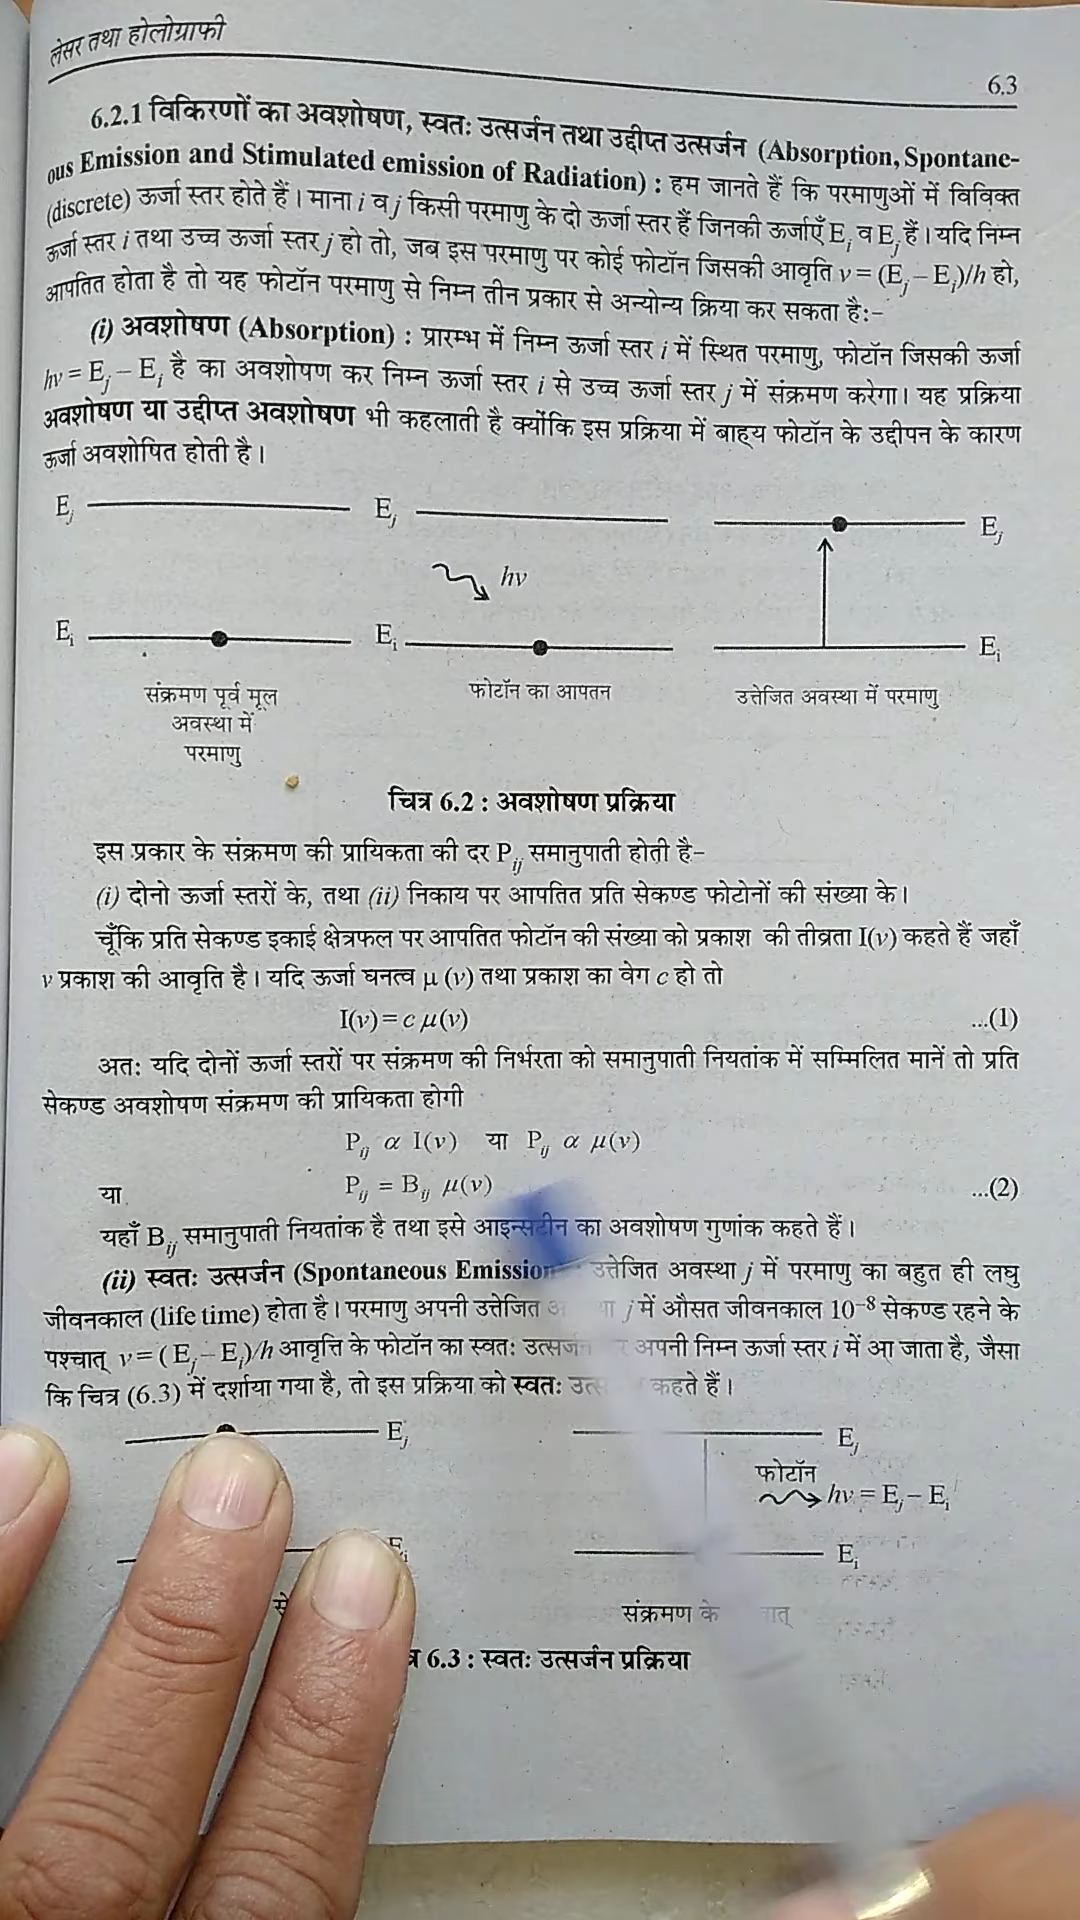 लेसर तथा होलोग्राफी
6.3
6.2.1 विकिरणों का अवशोषण, स्वतः उत्सर्जन तथा उद्दीप्त उत्सर्जन (Absorption, Spontane-
ous Emission and Stimulated emission of Radiation) : हम जानते हैं कि परमाणुओं में विविक्त
(discrete) ऊर्जा स्तर होते हैं। माना i व j किसी परमाणु के दो ऊर्जा स्तर हैं जिनकी ऊर्जाएँ E_i व E_j हैं। यदि निम्न
ऊर्जा स्तर i तथा उच्च ऊर्जा स्तर j हो तो, जब इस परमाणु पर कोई फोटॉन जिसकी आवृति ν = (E_j – E_i)/h हो,
आपतित होता है तो यह फोटॉन परमाणु से निम्न तीन प्रकार से अन्योन्य क्रिया कर सकता है:–
(i) अवशोषण (Absorption) : प्रारम्भ में निम्न ऊर्जा स्तर i में स्थित परमाणु, फोटॉन जिसकी ऊर्जा
hν = E_j – E_i है का अवशोषण कर निम्न ऊर्जा स्तर i से उच्च ऊर्जा स्तर j में संक्रमण करेगा। यह प्रक्रिया
अवशोषण या उद्दीप्त अवशोषण भी कहलाती है क्योंकि इस प्रक्रिया में बाह्य फोटॉन के उद्दीपन के कारण
ऊर्जा अवशोषित होती है।
E_j E_j E_j
hν
E_i E_i E_i
संक्रमण पूर्व मूल फोटॉन का आपतन उत्तेजित अवस्था में परमाणु
अवस्था में
परमाणु
चित्र 6.2 : अवशोषण प्रक्रिया
इस प्रकार के संक्रमण की प्रायिकता की दर P_ij समानुपाती होती है–
(i) दोनो ऊर्जा स्तरों के, तथा (ii) निकाय पर आपतित प्रति सेकण्ड फोटोनों की संख्या के।
चूँकि प्रति सेकण्ड इकाई क्षेत्रफल पर आपतित फोटॉन की संख्या को प्रकाश की तीव्रता I(ν) कहते हैं जहाँ
ν प्रकाश की आवृति है। यदि ऊर्जा घनत्व μ (ν) तथा प्रकाश का वेग c हो तो
I(ν) = c μ(ν) ...(1)
अतः यदि दोनों ऊर्जा स्तरों पर संक्रमण की निर्भरता को समानुपाती नियतांक में सम्मिलित मानें तो प्रति
सेकण्ड अवशोषण संक्रमण की प्रायिकता होगी
P_ij α I(ν) या P_ij α μ(ν)
या P_ij = B_ij μ(ν) ...(2)
यहाँ B_ij समानुपाती नियतांक है तथा इसे आइन्सटीन का अवशोषण गुणांक कहते हैं।
(ii) स्वतः उत्सर्जन (Spontaneous Emission उत्तेजित अवस्था j में परमाणु का बहुत ही लघु
जीवनकाल (life time) होता है। परमाणु अपनी उत्तेजित j में औसत जीवनकाल 10⁻⁸ सेकण्ड रहने के
पश्चात् ν = ( E_j – E_i)/h आवृत्ति के फोटॉन का स्वतः उत्सर्जन अपनी निम्न ऊर्जा स्तर i में आ जाता है, जैसा
कि चित्र (6.3) में दर्शाया गया है, तो इस प्रक्रिया को स्वतः कहते हैं।
E_j E_j
फोटॉन
hν = E_j – E_i
E_i E_i
संक्रमण के
6.3 : स्वतः उत्सर्जन प्रक्रिया